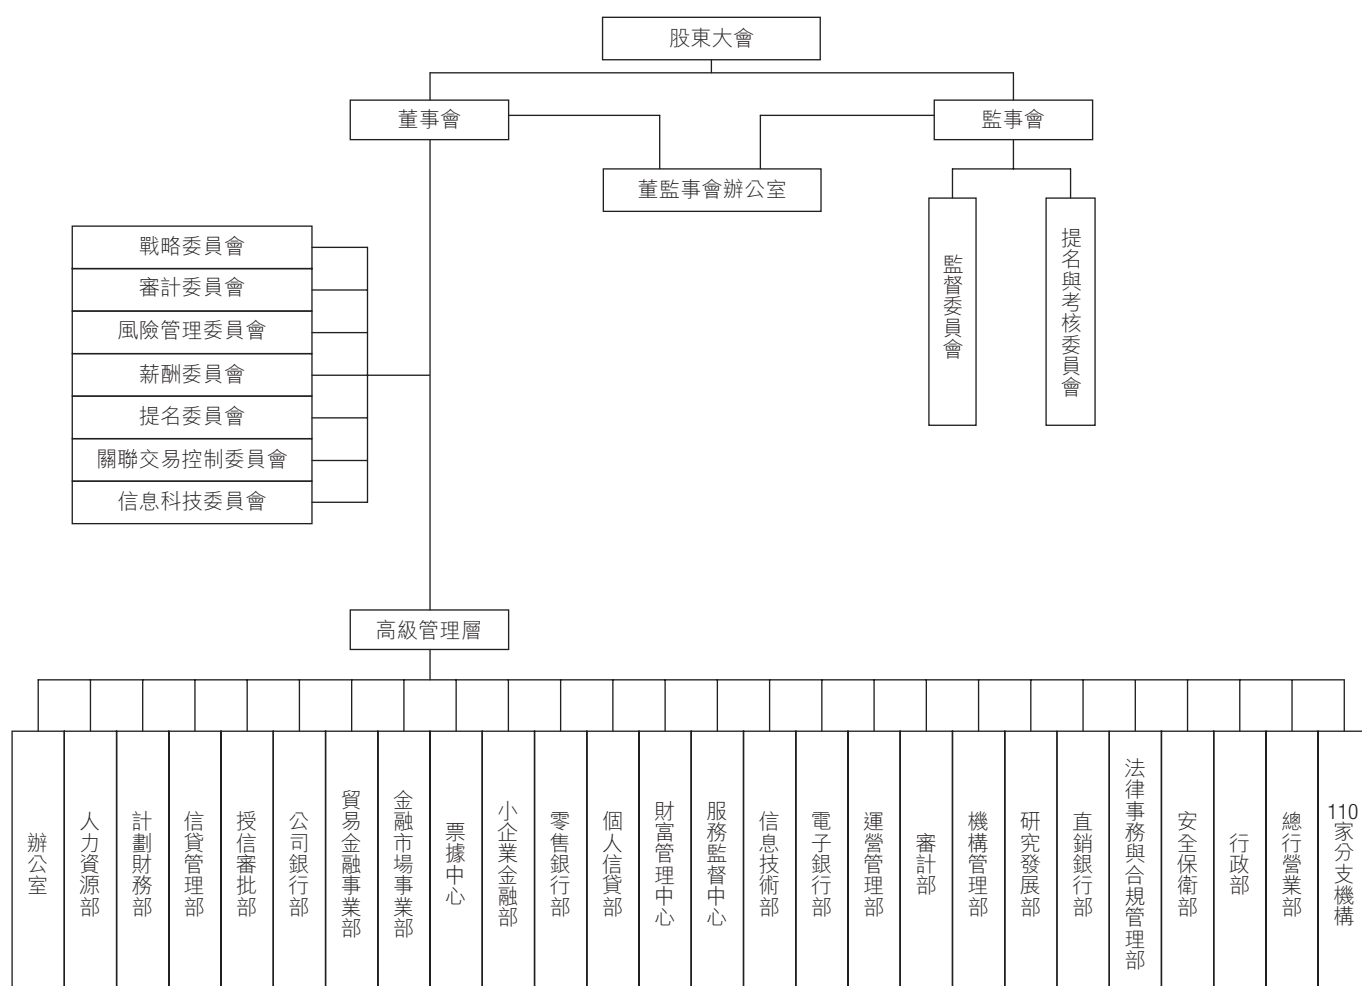 股東大會
董事會
監事會
董監事會辦公室
監督委員會
提名與考核委員會
戰略委員會
審計委員會
風險管理委員會
薪酬委員會
提名委員會
關聯交易控制委員會
信息科技委員會
高級管理層
辦公室
人力資源部
計劃財務部
信貸管理部
授信審批部
公司銀行部
貿易金融事業部
金融市場事業部
票據中心
小企業金融部
零售銀行部
個人信貸部
財富管理中心
服務監督中心
信息技術部
電子銀行部
運營管理部
審計部
機構管理部
研究發展部
直銷銀行部
法律事務與合規管理部
安全保衛部
行政部
總行營業部
110家分支機構